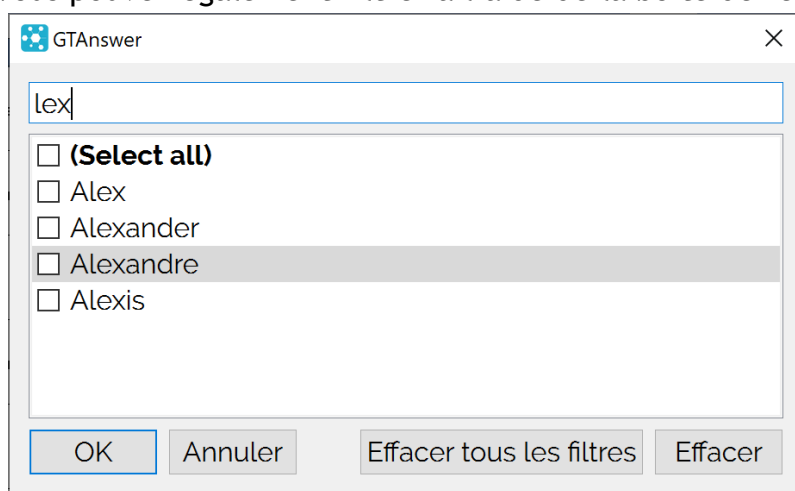 GTAnswer
lex
(Select all)
Alex
Alexander
Alexandre
Alexis
OK Annuler Effacer tous les filtres Effacer